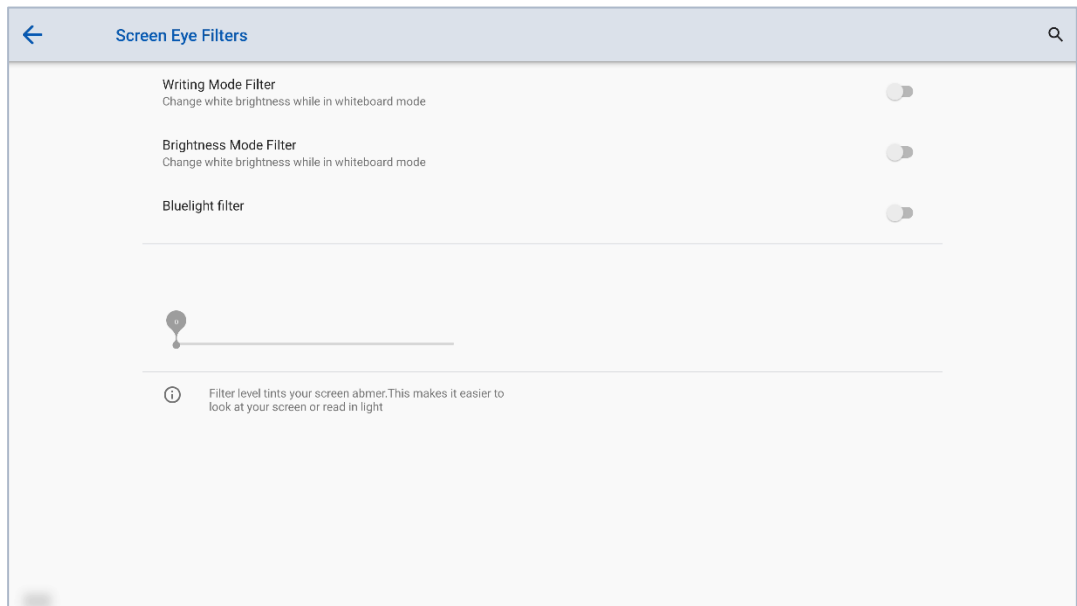 Screen Eye Filters
Writing Mode Filter
Change white brightness while in whiteboard mode
Brightness Mode Filter
Change white brightness while in whiteboard mode
Bluelight filter
0
Filter level tints your screen abmer.This makes it easier to
look at your screen or read in light